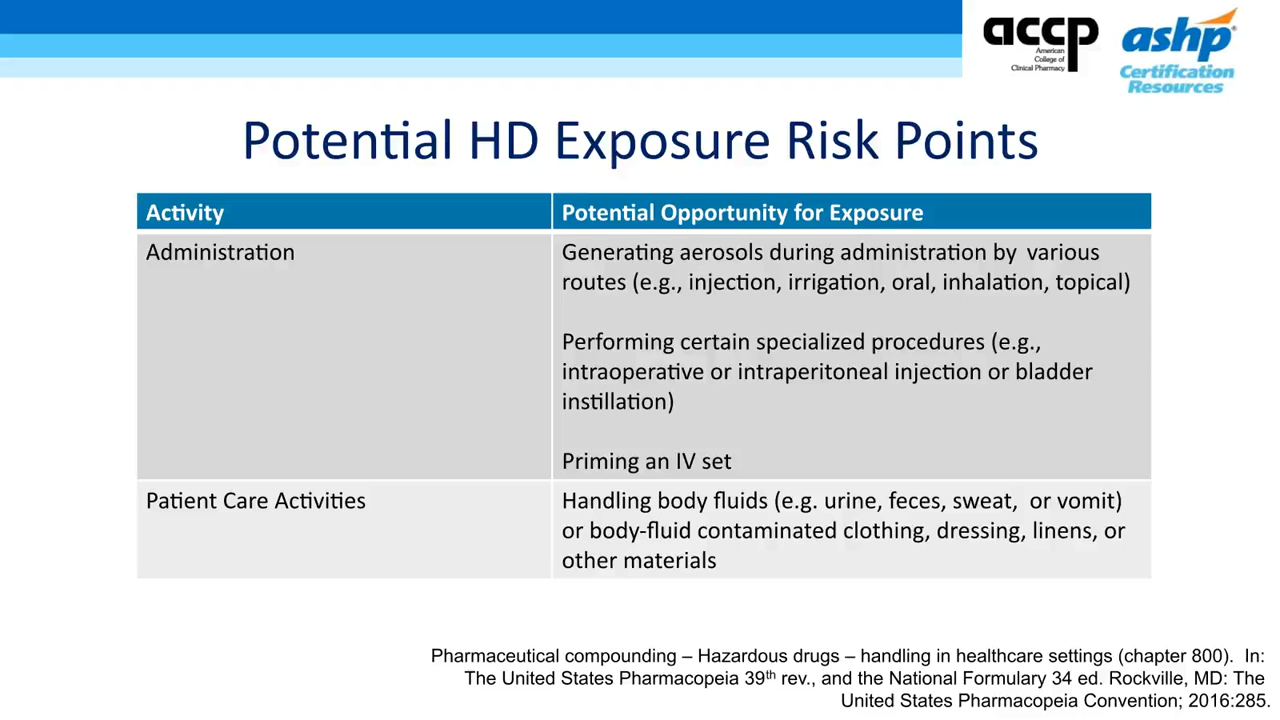 accp
American
College of
Clinical Pharmacy
ashp®
Certification
Resources
Potential HD Exposure Risk Points
Activity
Potential Opportunity for Exposure
Administration
Generating aerosols during administration by various
routes (e.g., injection, irrigation, oral, inhalation, topical)
Performing certain specialized procedures (e.g.,
intraoperative or intraperitoneal injection or bladder
instillation)
Priming an IV set
Patient Care Activities
Handling body fluids (e.g. urine, feces, sweat, or vomit)
or body-fluid contaminated clothing, dressing, linens, or
other materials
Pharmaceutical compounding – Hazardous drugs – handling in healthcare settings (chapter 800). In:
The United States Pharmacopeia 39th rev., and the National Formulary 34 ed. Rockville, MD: The
United States Pharmacopeia Convention; 2016:285.